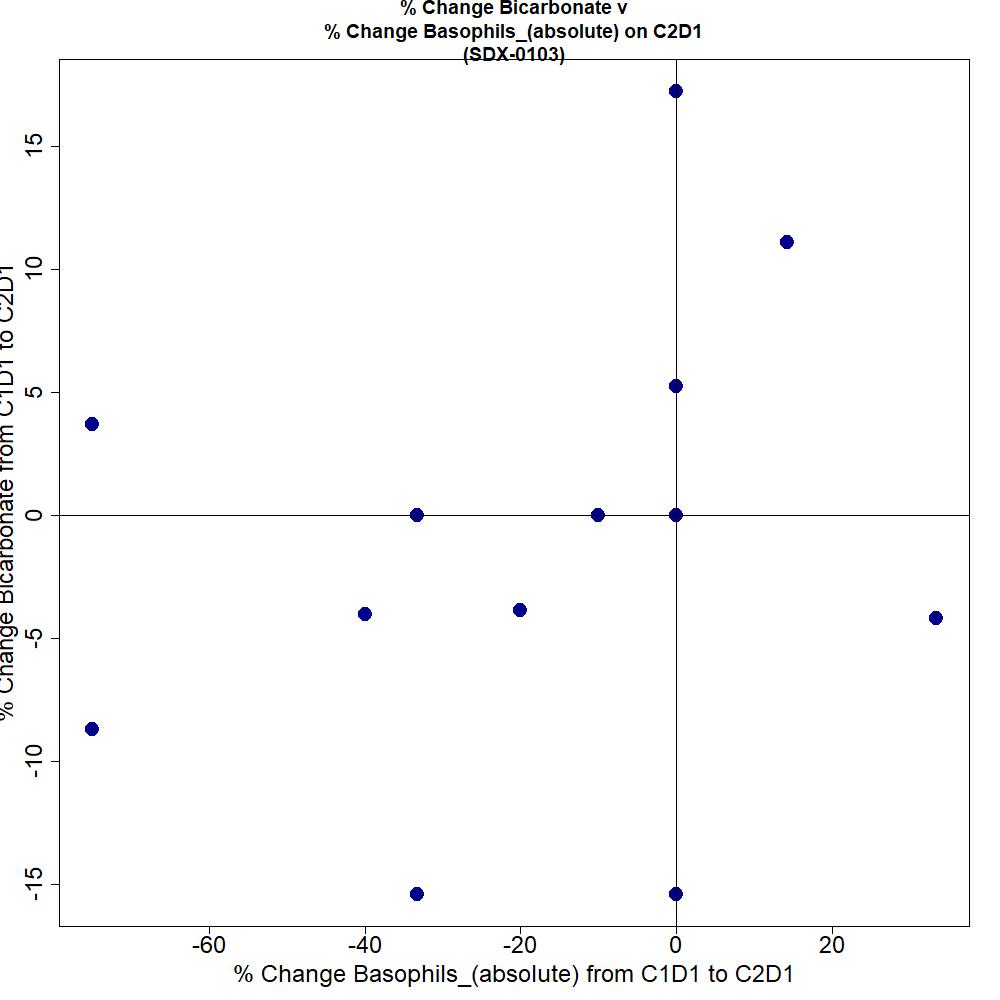 % Change Bicarbonate v
% Change Basophils_(absolute) on C2D1
(SDX-0103)
% Change Bicarbonate from C1D1 to C2D1
15
10
5
0
-5
-10
-15
-60
-40
-20
0
20
% Change Basophils_(absolute) from C1D1 to C2D1